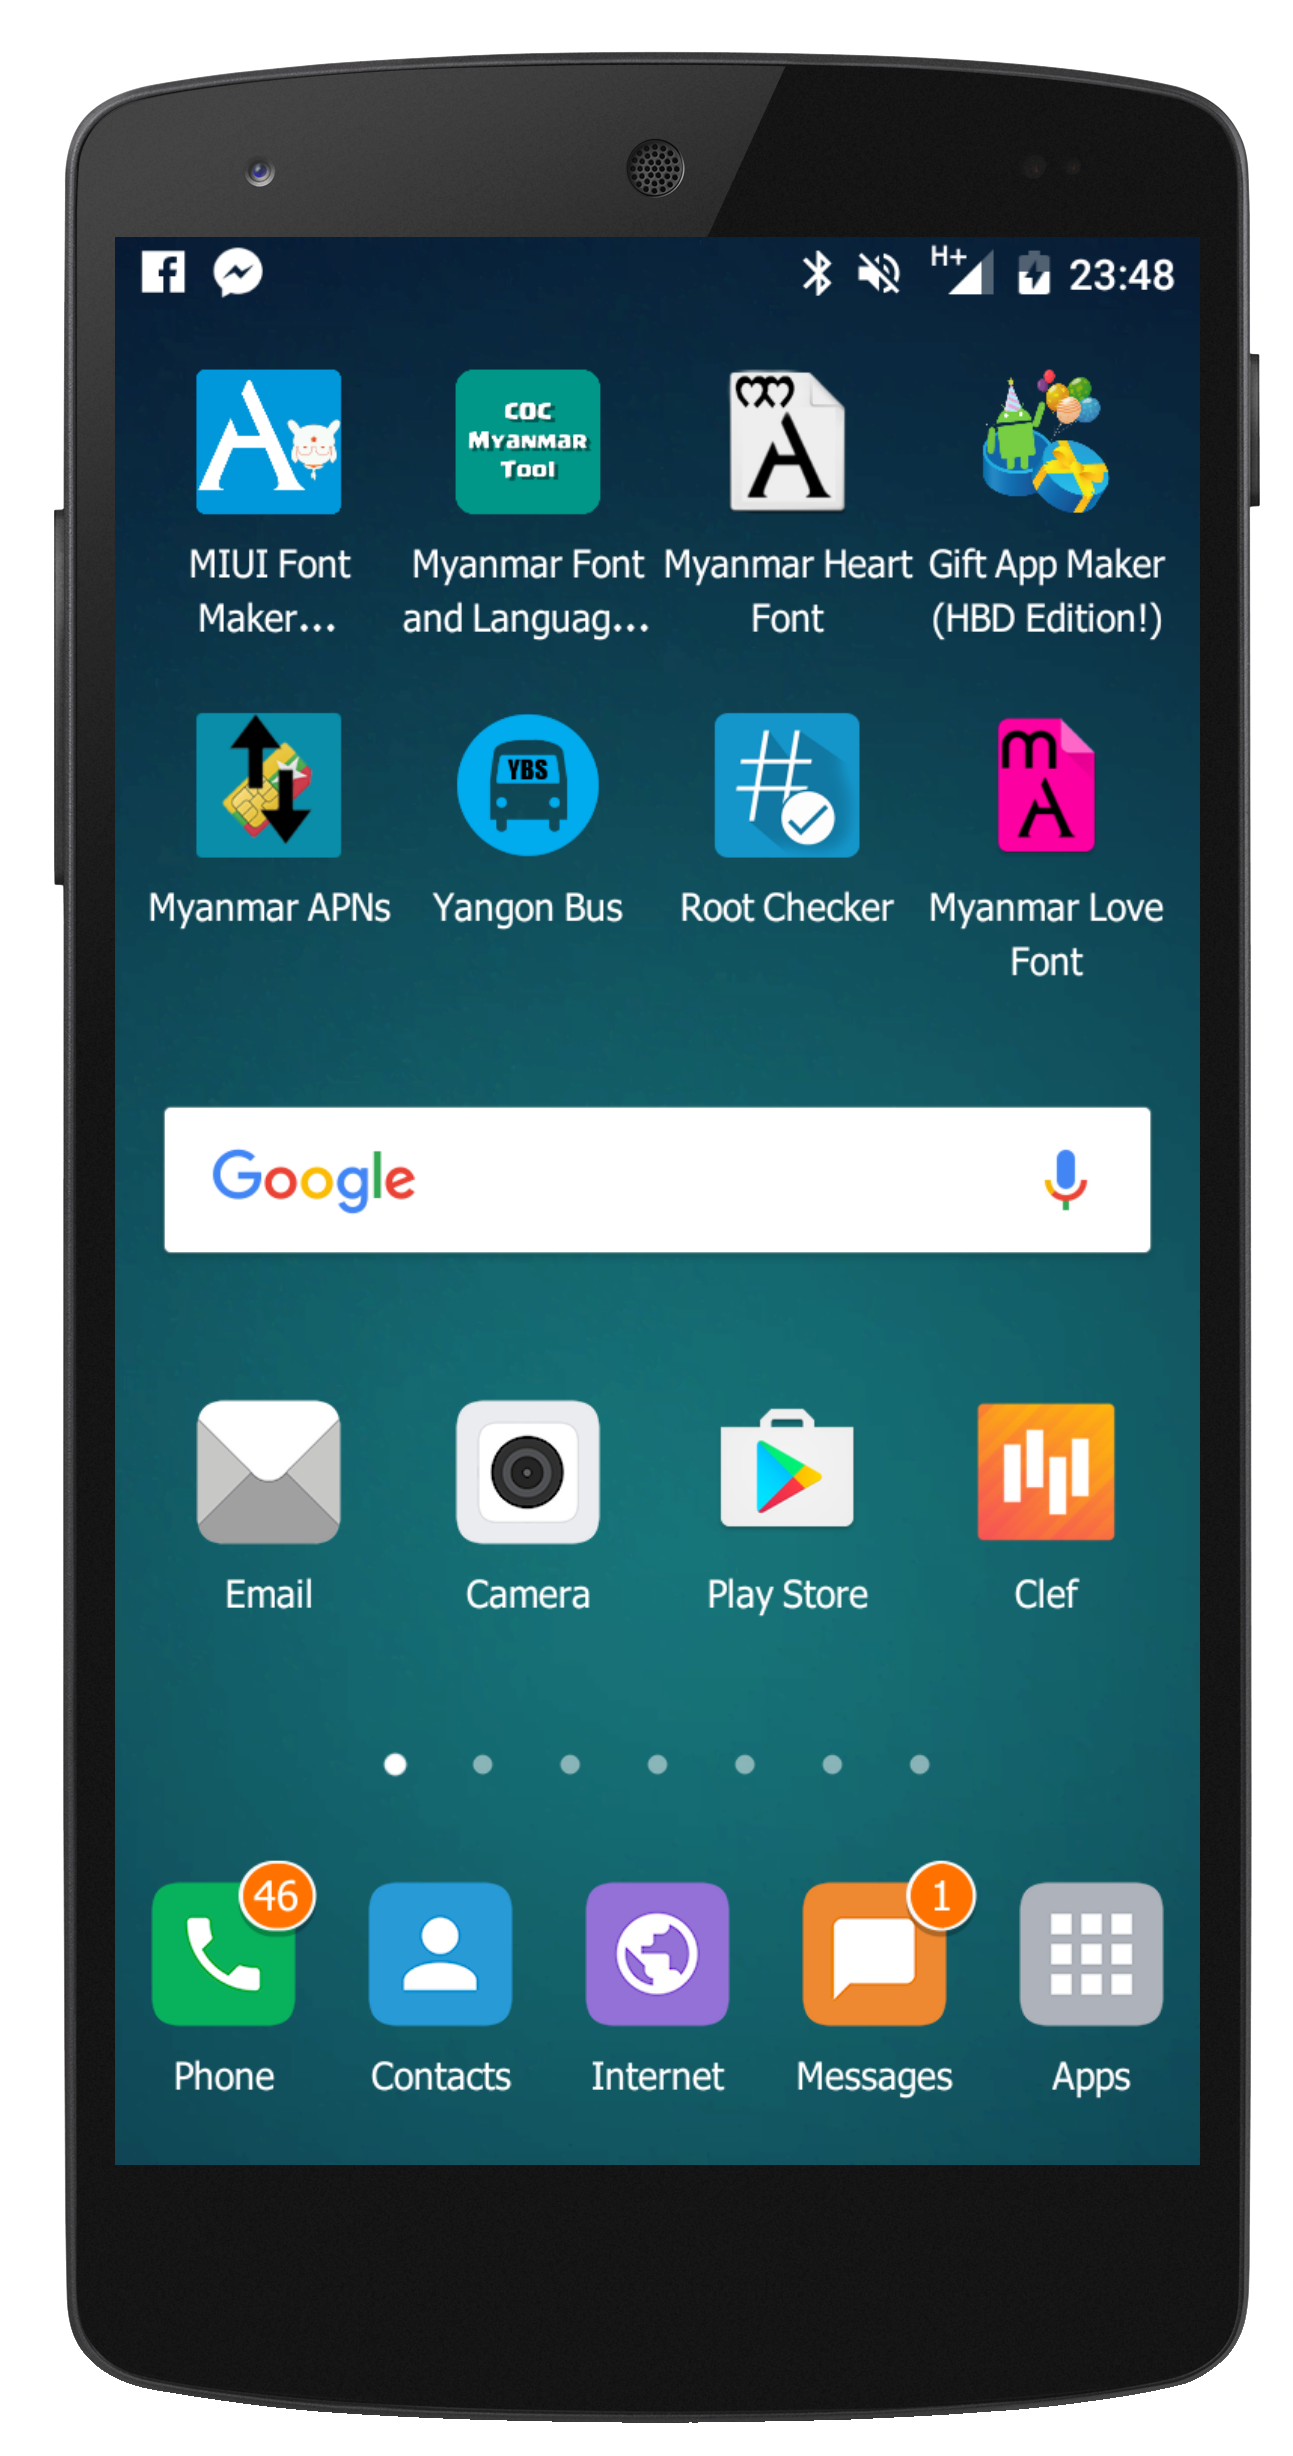 H+ 23:48
COC
Myanmar
Tool
MIUI Font Myanmar Font Myanmar Heart Gift App Maker
Maker... and Languag... Font (HBD Edition!)
YBS
Myanmar APNs Yangon Bus Root Checker Myanmar Love
Font
Google
Email Camera Play Store Clef
46 1
Phone Contacts Internet Messages Apps